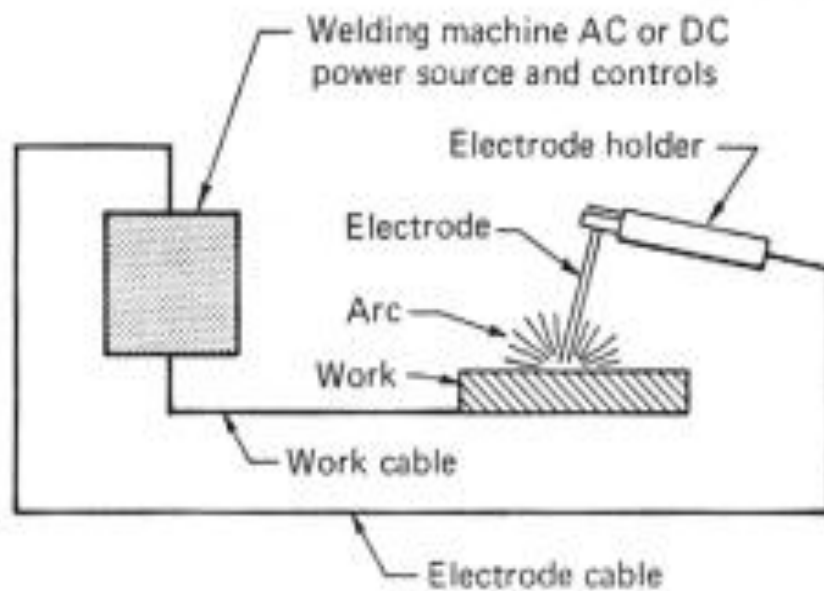 Welding machine AC or DC
power source and controls
Electrode holder
Electrode
Arc
Work
Work cable
Electrode cable